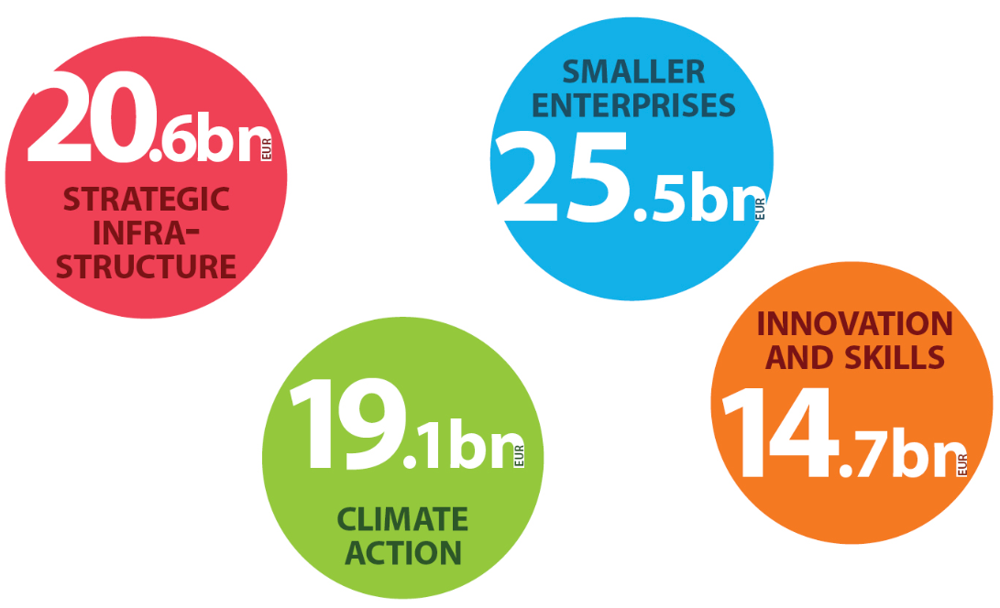 20.6bn EUR
STRATEGIC
INFRA-
STRUCTURE
SMALLER
ENTERPRISES
25.5bn EUR
19.1bn EUR
CLIMATE
ACTION
INNOVATION
AND SKILLS
14.7bn EUR